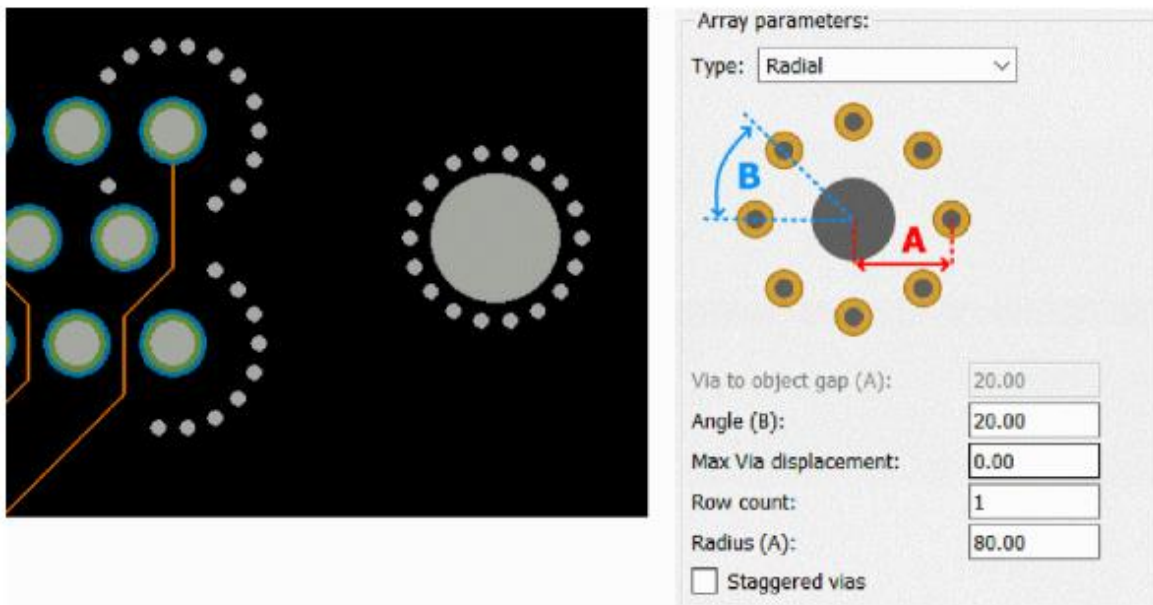 Array parameters:
Type: Radial
B
A
Via to object gap (A): 20.00
Angle (B): 20.00
Max Via displacement: 0.00
Row count: 1
Radius (A): 80.00
Staggered vias